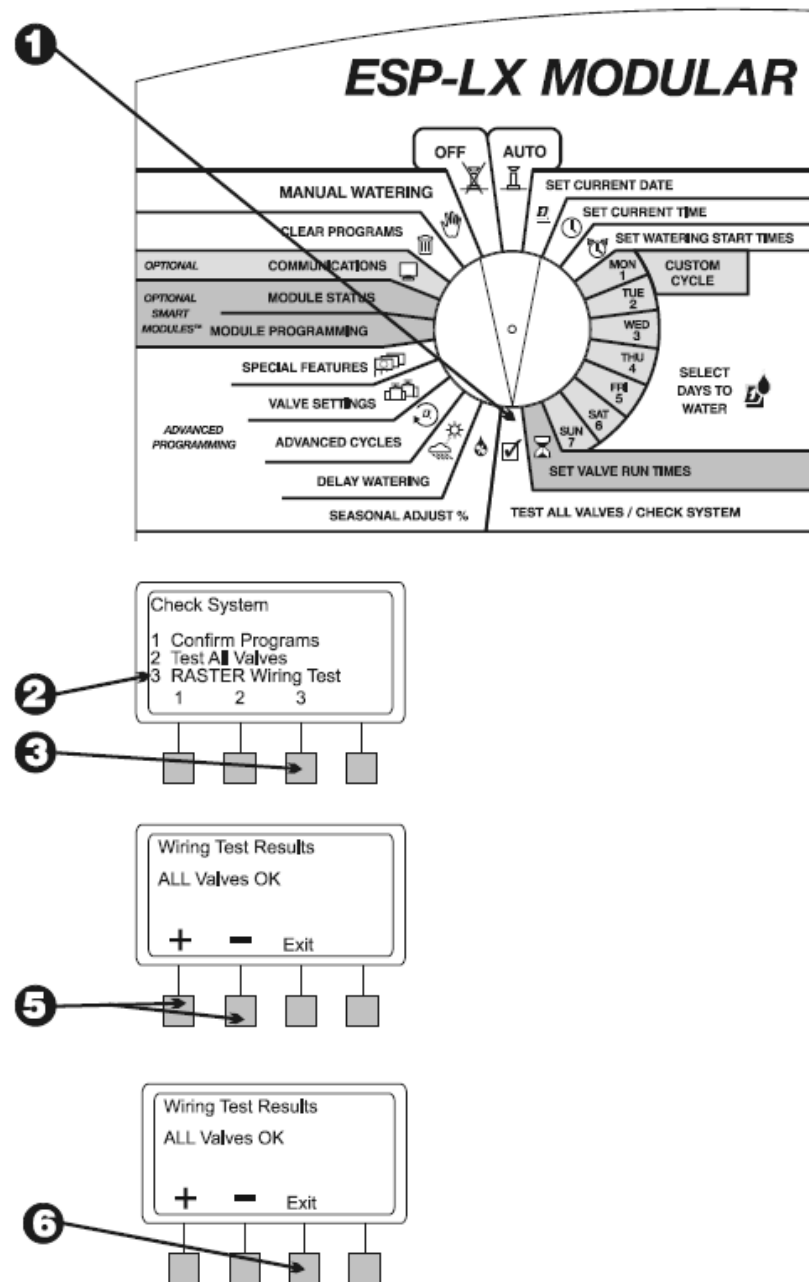 1
ESP-LX MODULAR
OFF
AUTO
MANUAL WATERING
SET CURRENT DATE
CLEAR PROGRAMS
SET CURRENT TIME
SET WATERING START TIMES
OPTIONAL
COMMUNICATIONS
MON
1
CUSTOM
CYCLE
OPTIONAL
SMART
MODULES™
MODULE STATUS
TUE
2
MODULE PROGRAMMING
WED
3
SPECIAL FEATURES
THU
4
SELECT
DAYS TO
WATER
VALVE SETTINGS
FRI
5
ADVANCED
PROGRAMMING
ADVANCED CYCLES
SAT
6
SUN
7
DELAY WATERING
SET VALVE RUN TIMES
SEASONAL ADJUST %
TEST ALL VALVES / CHECK SYSTEM
Check System
1 Confirm Programs
2 Test All Valves
3 RASTER Wiring Test
1 2 3
2
3
Wiring Test Results
ALL Valves OK
+ − Exit
5
Wiring Test Results
ALL Valves OK
+ − Exit
6